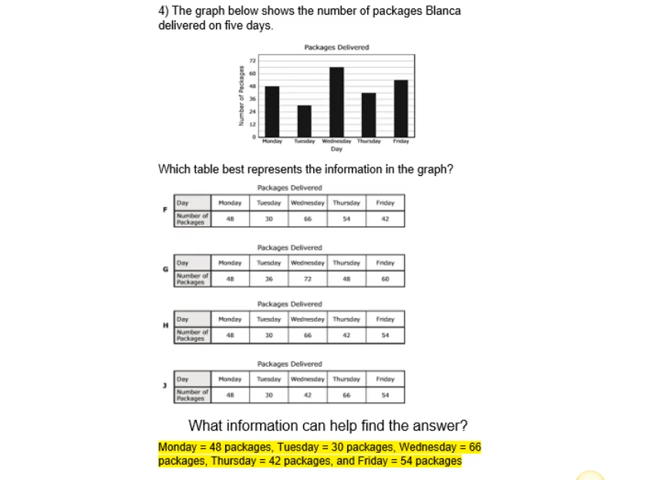 4) The graph below shows the number of packages Blanca
delivered on five days.
Packages Delivered
Number of Packages
72
60
48
36
24
12
0
Monday Tuesday Wednesday Thursday Friday
Day
Which table best represents the information in the graph?
Packages Delivered
F
Day Monday Tuesday Wednesday Thursday Friday
Number of
Packages 48 30 66 54 42
Packages Delivered
G
Day Monday Tuesday Wednesday Thursday Friday
Number of
Packages 48 36 72 48 60
Packages Delivered
H
Day Monday Tuesday Wednesday Thursday Friday
Number of
Packages 48 30 66 42 54
Packages Delivered
J
Day Monday Tuesday Wednesday Thursday Friday
Number of
Packages 48 30 42 66 54
What information can help find the answer?
Monday = 48 packages, Tuesday = 30 packages, Wednesday = 66
packages, Thursday = 42 packages, and Friday = 54 packages